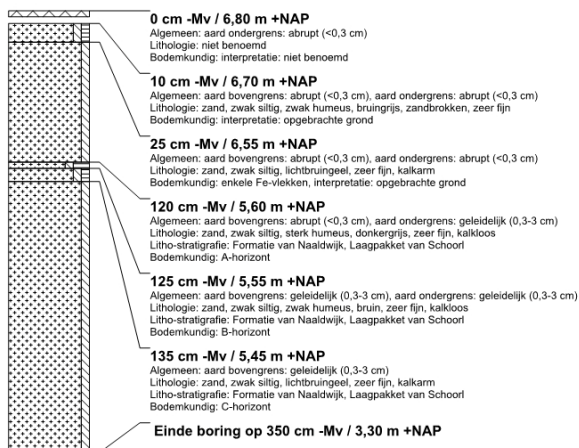 0 cm -Mv / 6,80 m +NAP
Algemeen: aard ondergrens: abrupt (<0,3 cm)
Lithologie: niet benoemd
Bodemkundig: interpretatie: niet benoemd
10 cm -Mv / 6,70 m +NAP
Algemeen: aard bovengrens: abrupt (<0,3 cm), aard ondergrens: abrupt (<0,3 cm)
Lithologie: zand, zwak siltig, zwak humeus, bruingrijs, zandbrokken, zeer fijn
Bodemkundig: interpretatie: opgebrachte grond
25 cm -Mv / 6,55 m +NAP
Algemeen: aard bovengrens: abrupt (<0,3 cm), aard ondergrens: abrupt (<0,3 cm)
Lithologie: zand, zwak siltig, lichtbruingeel, zeer fijn, kalkarm
Bodemkundig: enkele Fe-vlekken, interpretatie: opgebrachte grond
120 cm -Mv / 5,60 m +NAP
Algemeen: aard bovengrens: abrupt (<0,3 cm), aard ondergrens: geleidelijk (0,3-3 cm)
Lithologie: zand, zwak siltig, sterk humeus, donkergrijs, zeer fijn, kalkloos
Litho-stratigrafie: Formatie van Naaldwijk, Laagpakket van Schoorl
Bodemkundig: A-horizont
125 cm -Mv / 5,55 m +NAP
Algemeen: aard bovengrens: geleidelijk (0,3-3 cm), aard ondergrens: geleidelijk (0,3-3 cm)
Lithologie: zand, zwak siltig, zwak humeus, bruin, zeer fijn, kalkloos
Litho-stratigrafie: Formatie van Naaldwijk, Laagpakket van Schoorl
Bodemkundig: B-horizont
135 cm -Mv / 5,45 m +NAP
Algemeen: aard bovengrens: geleidelijk (0,3-3 cm)
Lithologie: zand, zwak siltig, lichtbruingeel, zeer fijn, kalkarm
Litho-stratigrafie: Formatie van Naaldwijk, Laagpakket van Schoorl
Bodemkundig: C-horizont
Einde boring op 350 cm -Mv / 3,30 m +NAP